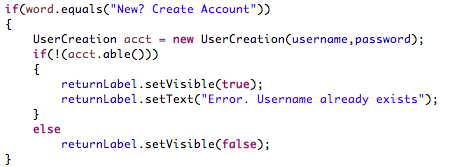 if(word.equals("New? Create Account"))
{
    UserCreation acct = new UserCreation(username,password);
    if(!(acct.able()))
    {
        returnLabel.setVisible(true);
        returnLabel.setText("Error. Username already exists");
    }
    else
        returnLabel.setVisible(false);
}